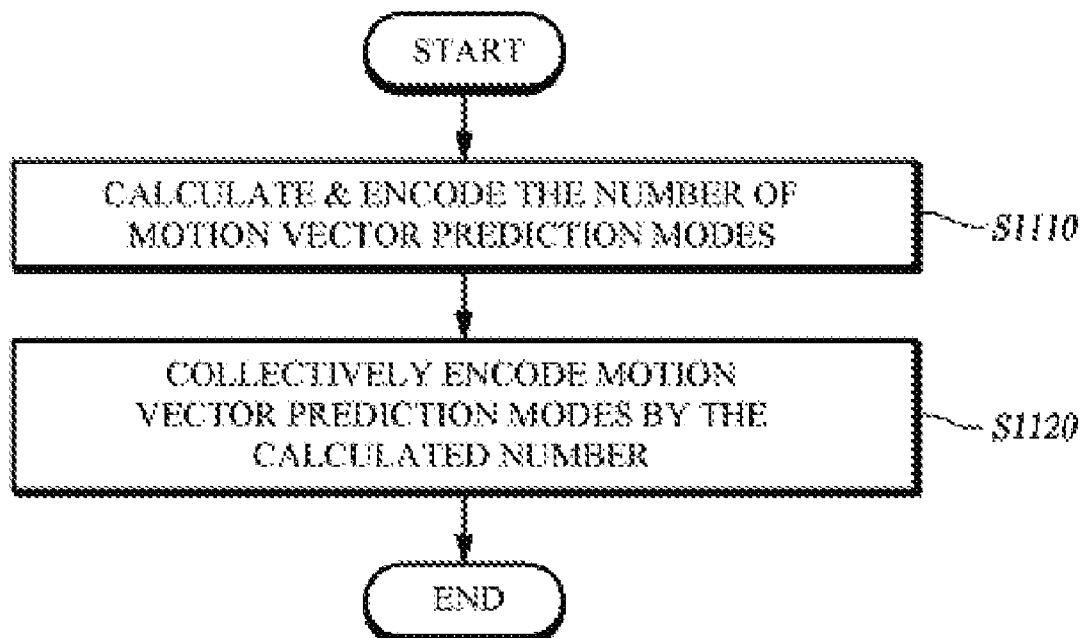 START
CALCULATE & ENCODE THE NUMBER OF
MOTION VECTOR PREDICTION MODES
S1110
COLLECTIVELY ENCODE MOTION
VECTOR PREDICTION MODES BY THE
CALCULATED NUMBER
S1120
END